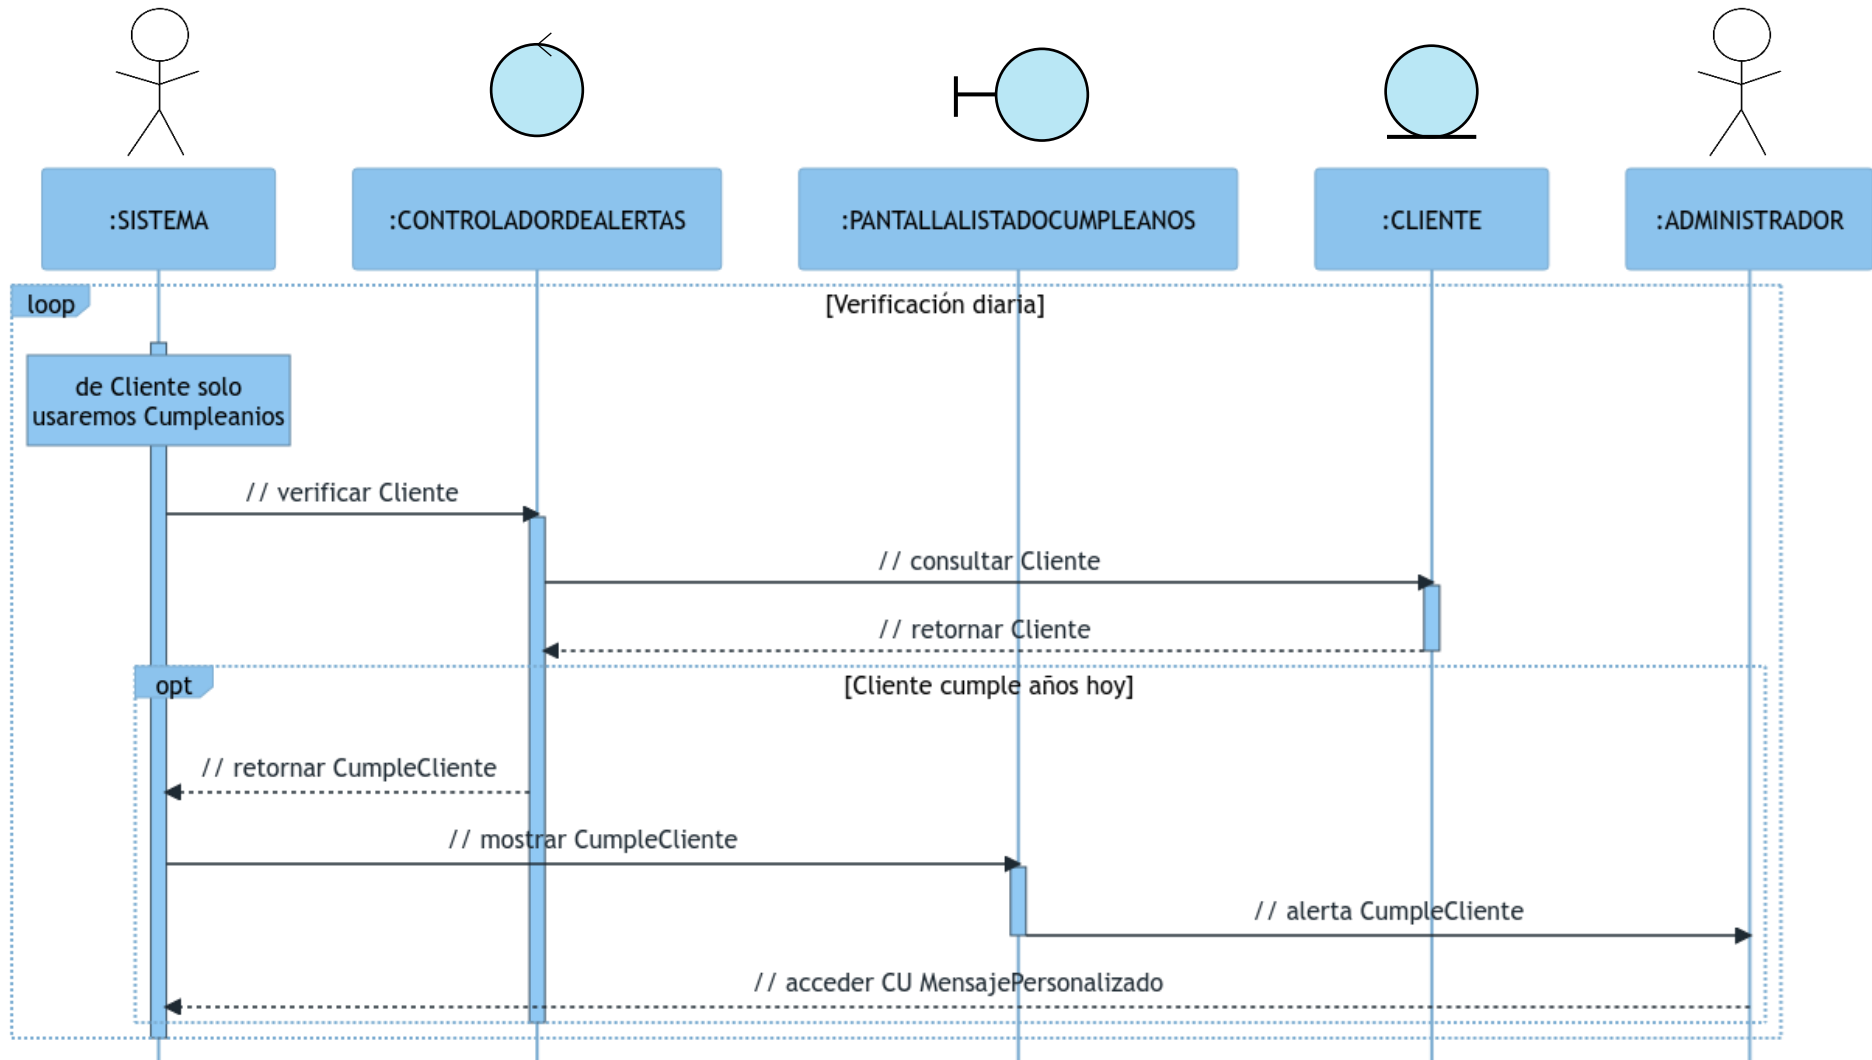 :SISTEMA
:CONTROLADORDEALERTAS
:PANTALLALISTADOCUMPLEANOS
:CLIENTE
:ADMINISTRADOR
loop
[Verificación diaria]
de Cliente solo
usaremos Cumpleanios
// verificar Cliente
// consultar Cliente
// retornar Cliente
opt
[Cliente cumple años hoy]
// retornar CumpleCliente
// mostrar CumpleCliente
// alerta CumpleCliente
// acceder CU MensajePersonalizado